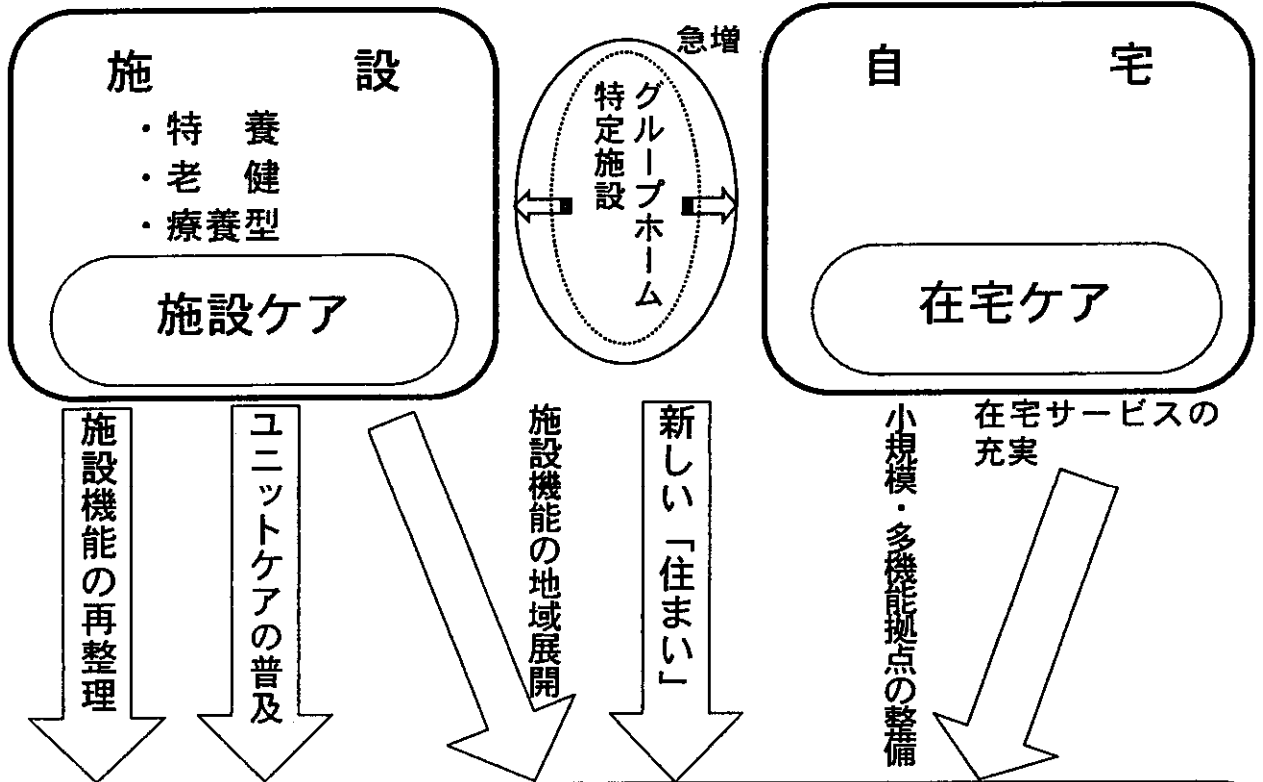 施設
・特養
・老健
・療養型
施設ケア
急増
グループホーム
特定施設
自宅
在宅ケア
施設機能の再整理
ユニットケアの普及
施設機能の地域展開
新しい「住まい」
小規模・多機能拠点の整備
在宅サービスの
充実